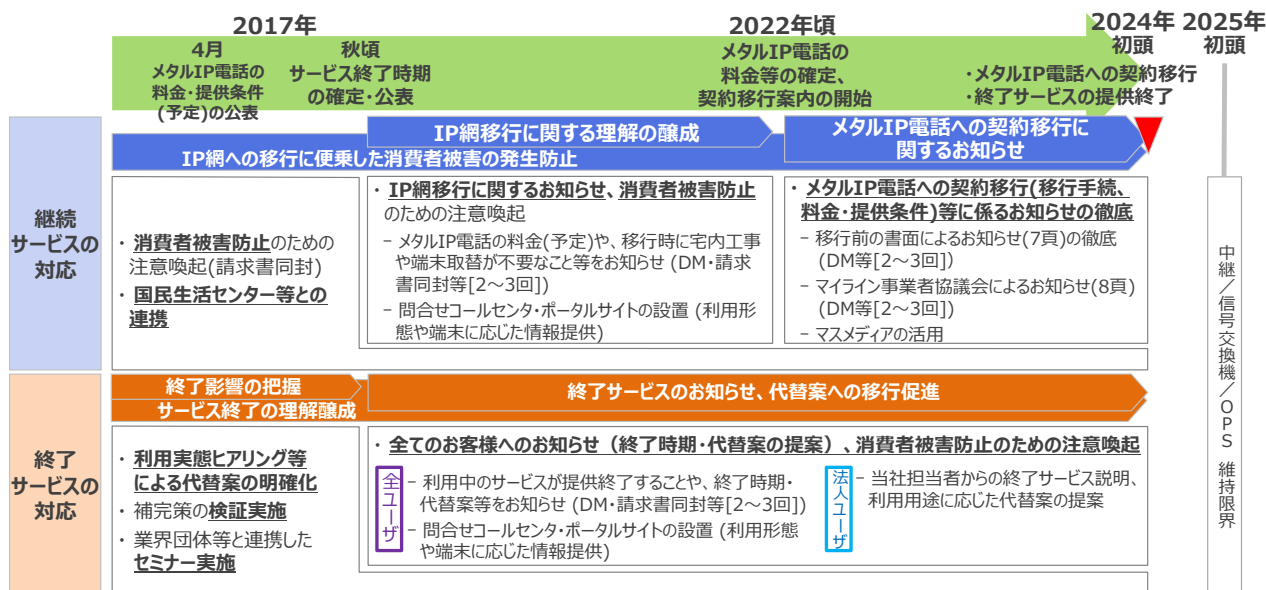 2017年
2022年頃
2024年
初頭
2025年
初頭
4月
メタルIP電話の
料金・提供条件
(予定)の公表
秋頃
サービス終了時期
の確定・公表
メタルIP電話の
料金等の確定、
契約移行案内の開始
・メタルIP電話への契約移行
・終了サービスの提供終了
継続
サービスの
対応
IP網移行に関する理解の醸成
IP網への移行に便乗した消費者被害の発生防止
メタルIP電話への契約移行に
関するお知らせ
・消費者被害防止のための
注意喚起(請求書同封)
・国民生活センター等との
連携
・IP網移行に関するお知らせ、消費者被害防止
のための注意喚起
− メタルIP電話の料金(予定)や、移行時に宅内工事
や端末取替が不要なこと等をお知らせ (DM・請求
書同封等[2～3回])
− 問合せコールセンタ・ポータルサイトの設置 (利用形
態や端末に応じた情報提供)
・メタルIP電話への契約移行(移行手続、
料金・提供条件)等に係るお知らせの徹底
− 移行前の書面によるお知らせ(7頁)の徹底
(DM等[2～3回])
− マイライン事業者協議会によるお知らせ(8頁)
(DM等[2～3回])
− マスメディアの活用
終了
サービスの
対応
終了影響の把握
サービス終了の理解醸成
終了サービスのお知らせ、代替案への移行促進
・利用実態ヒアリング等
による代替案の明確化
・補完策の検証実施
・業界団体等と連携した
セミナー実施
・全てのお客様へのお知らせ（終了時期・代替案の提案）、消費者被害防止のための注意喚起
全ユーザ
− 利用中のサービスが提供終了することや、終了時期・
代替案等をお知らせ (DM・請求書同封等[2～3回])
− 問合せコールセンタ・ポータルサイトの設置 (利用形態
や端末に応じた情報提供)
法人ユーザ
− 当社担当者からの終了サービス説明、
利用用途に応じた代替案の提案
中継／信号交換機／OPS 維持限界